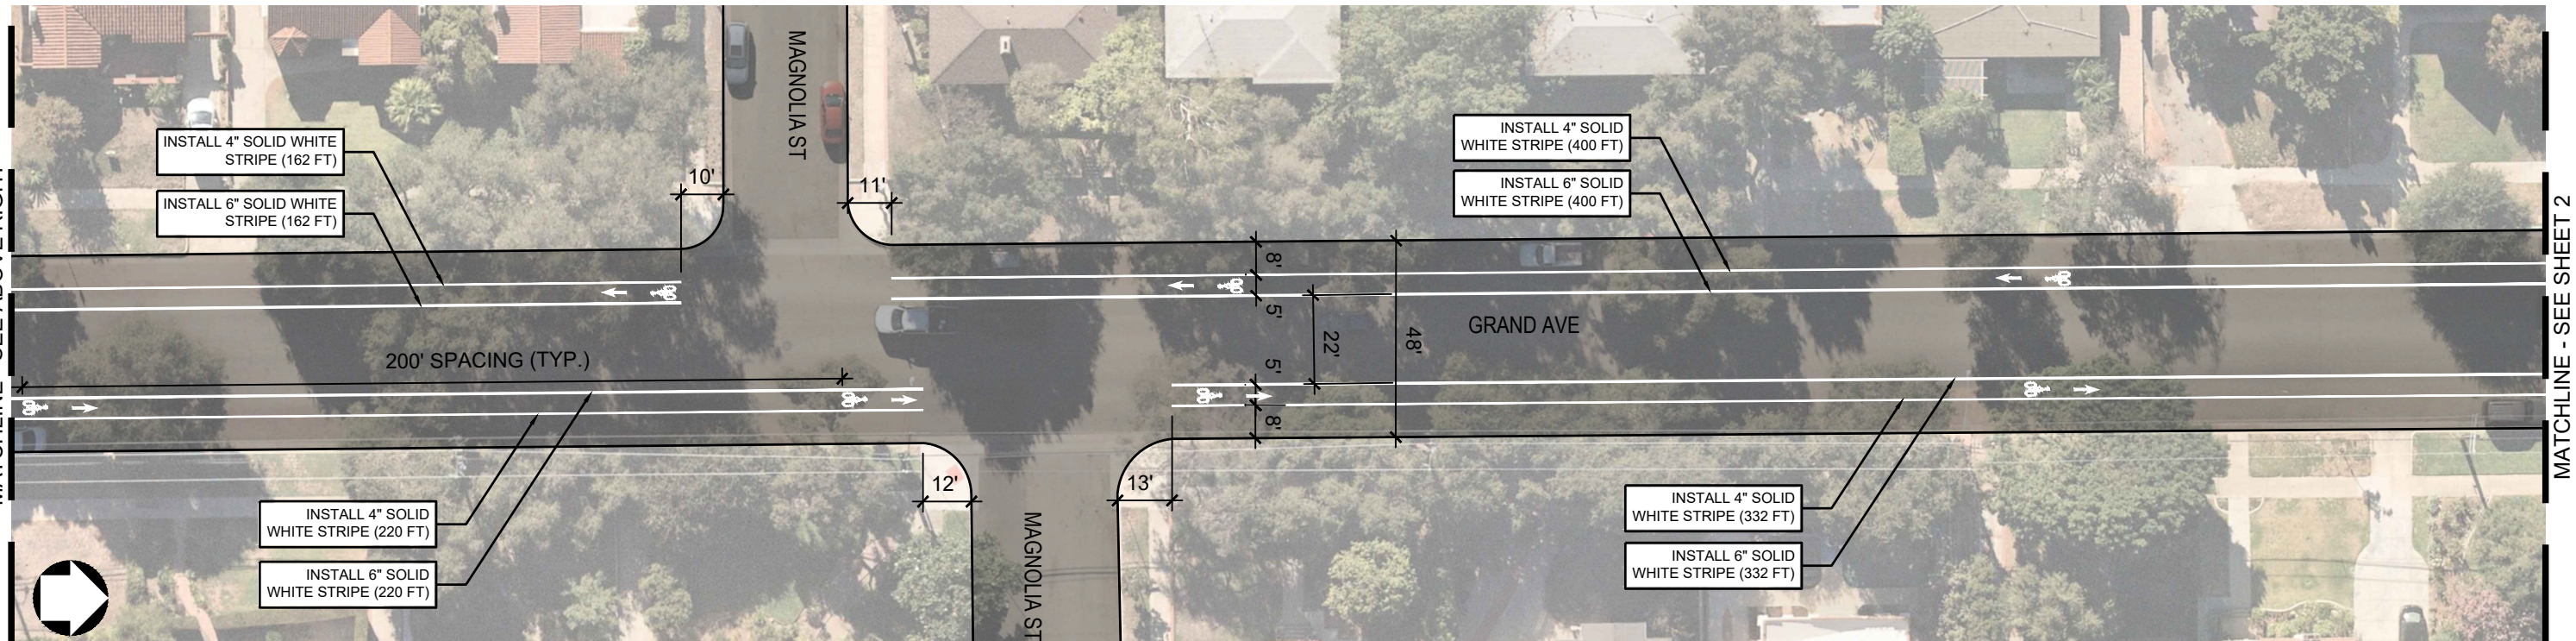 MAGNOLIA ST
INSTALL 4" SOLID WHITE
STRIPE (162 FT)
INSTALL 6" SOLID WHITE
STRIPE (162 FT)
10'
11'
INSTALL 4" SOLID
WHITE STRIPE (400 FT)
INSTALL 6" SOLID
WHITE STRIPE (400 FT)
8'
5'
22'
48'
5'
8'
GRAND AVE
200' SPACING (TYP.)
12'
13'
INSTALL 4" SOLID
WHITE STRIPE (220 FT)
INSTALL 6" SOLID
WHITE STRIPE (220 FT)
MAGNOLIA ST
INSTALL 4" SOLID
WHITE STRIPE (332 FT)
INSTALL 6" SOLID
WHITE STRIPE (332 FT)
MATCHLINE - SEE SHEET 2